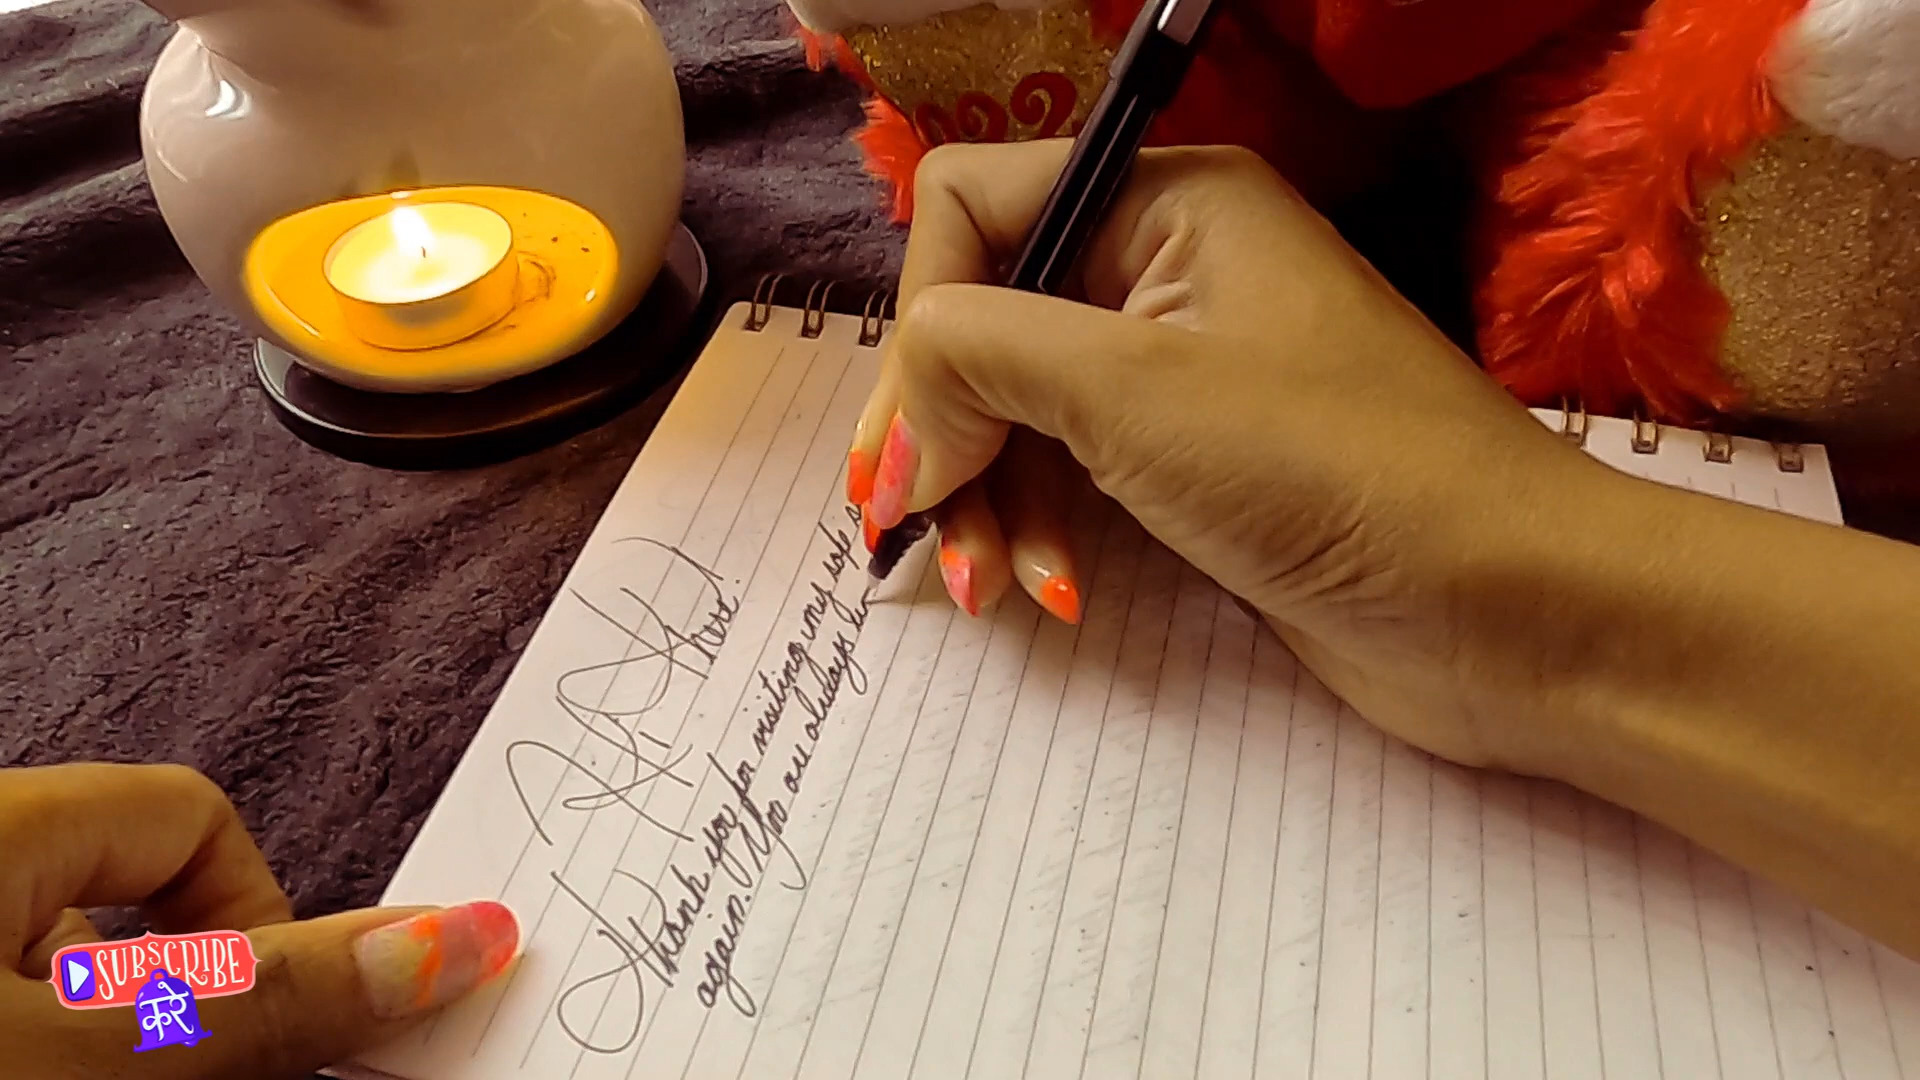 Hi there.
Thank you for visiting my safe
again. You are always
SUBSCRIBE
करे